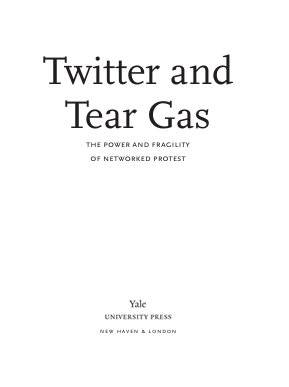 Twitter and
Tear Gas
THE POWER AND FRAGILITY
OF NETWORKED PROTEST
Yale
UNIVERSITY PRESS
NEW HAVEN & LONDON